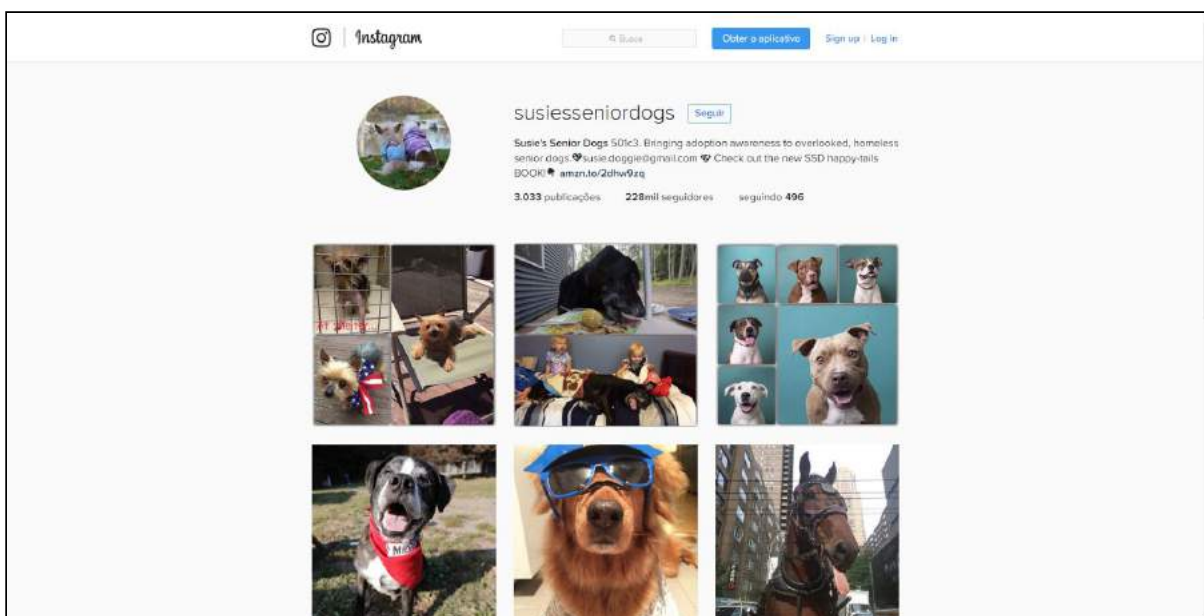 Instagram
Busca
Obter o aplicativo
Sign up | Log in
susiesseniordogs
Seguir
Susie's Senior Dogs 501c3. Bringing adoption awareness to overlooked, homeless
senior dogs.💖susie.doggie@gmail.com 🐶 Check out the new SSD happy-tails
BOOK!🌹 amzn.to/2dhw9zq
3.033 publicações 228mil seguidores seguindo 496